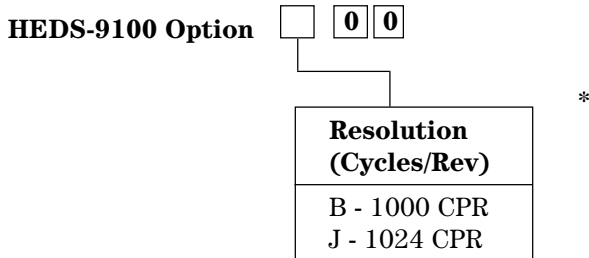 HEDS-9100 Option 0 0
*
Resolution
(Cycles/Rev)
B - 1000 CPR
J - 1024 CPR